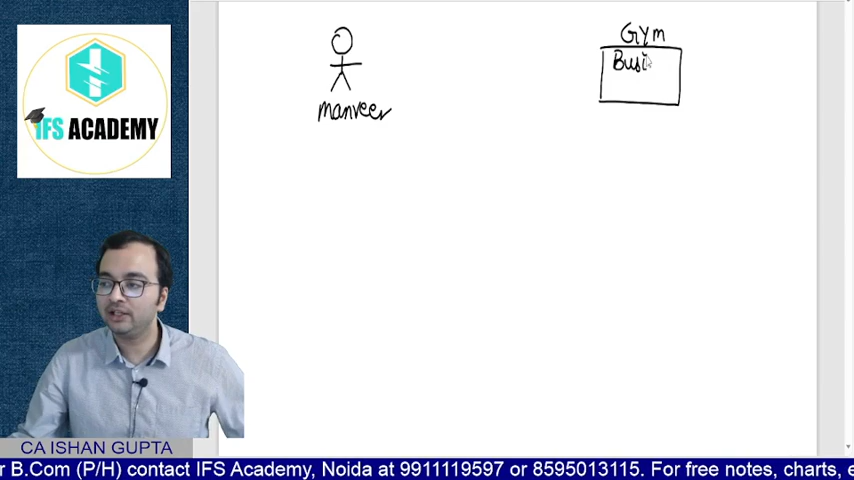 Gym
Busi
manveer
IFS ACADEMY
CA ISHAN GUPTA
r B.Com (P/H) contact IFS Academy, Noida at 9911119597 or 8595013115. For free notes, charts, e